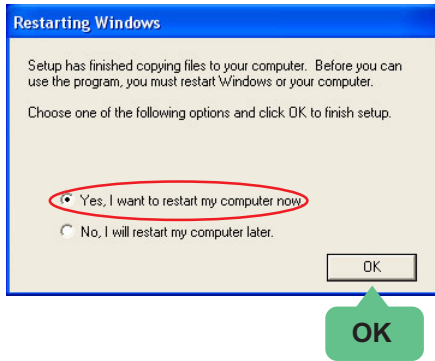 Restarting Windows
Setup has finished copying files to your computer. Before you can
use the program, you must restart Windows or your computer.
Choose one of the following options and click OK to finish setup.
Yes, I want to restart my computer now.
No, I will restart my computer later.
OK
OK